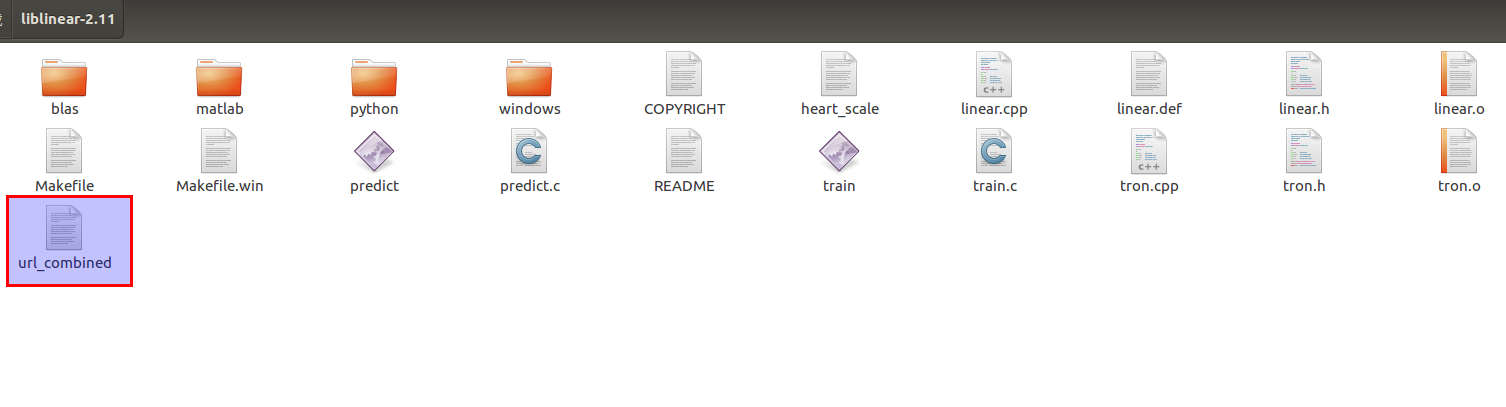 liblinear-2.11
blas matlab python windows COPYRIGHT heart_scale linear.cpp linear.def linear.h linear.o
Makefile Makefile.win predict predict.c README train train.c tron.cpp tron.h tron.o
url_combined